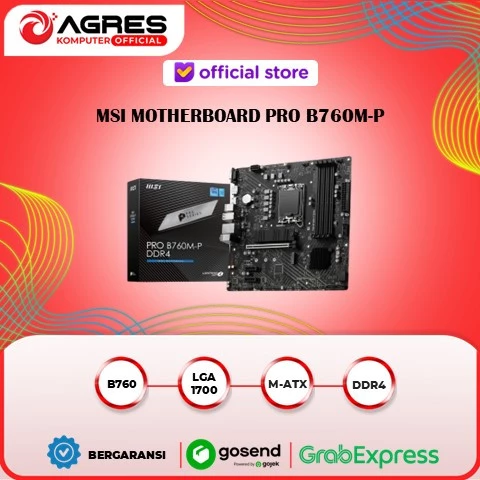 AGRES
KOMPUTER OFFICIAL
official store
MSI MOTHERBOARD PRO B760M-P
PRO B760M-P
DDR4
B760
LGA
1700
M-ATX
DDR4
BERGARANSI
gosend
Powered by gojek
GrabExpress